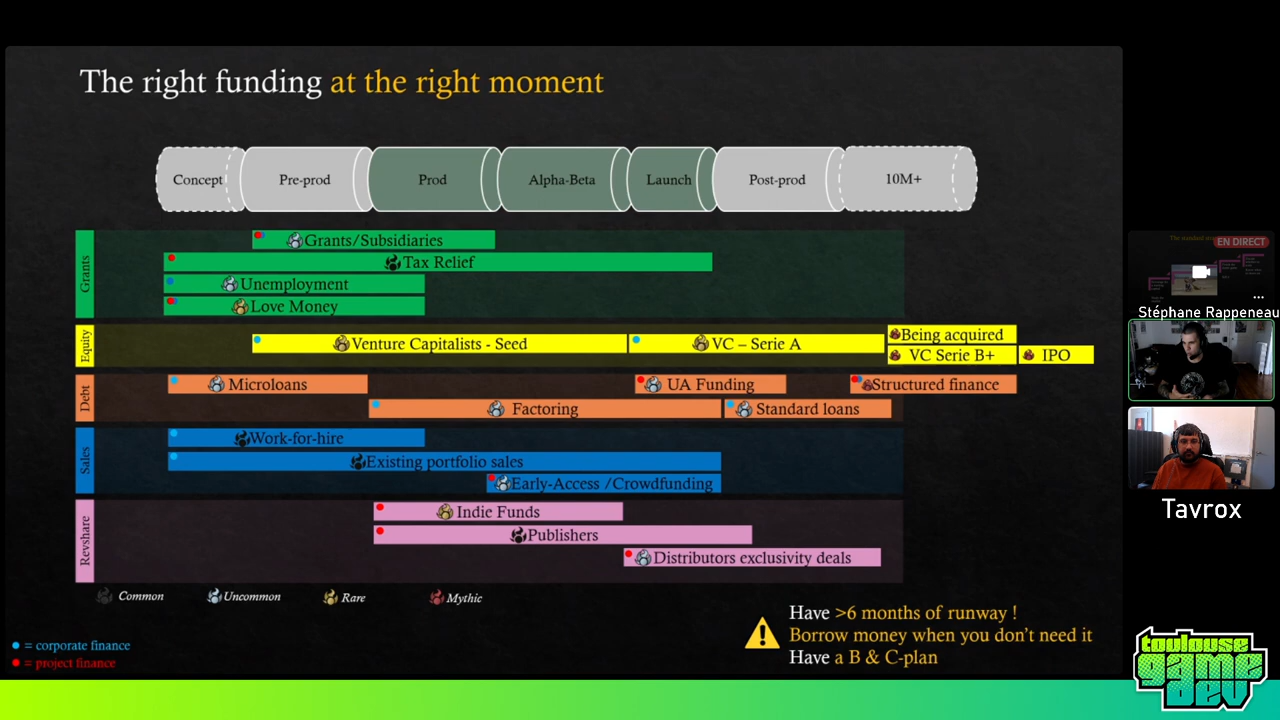 The right funding at the right moment
Concept
Pre-prod
Prod
Alpha-Beta
Launch
Post-prod
10M+
Grants
Grants/Subsidiaries
Tax Relief
Unemployment
Love Money
Equity
Venture Capitalists - Seed
VC – Serie A
Being acquired
VC Serie B+
IPO
Debt
Microloans
UA Funding
Structured finance
Factoring
Standard loans
Sales
Work-for-hire
Existing portfolio sales
Early-Access /Crowdfunding
Revshare
Indie Funds
Publishers
Distributors exclusivity deals
Common
Uncommon
Rare
Mythic
= corporate finance
= project finance
Have >6 months of runway !
Borrow money when you don't need it
Have a B & C-plan
EN DIRECT
Stéphane Rappeneau
Tavrox
toulouse
game
dev